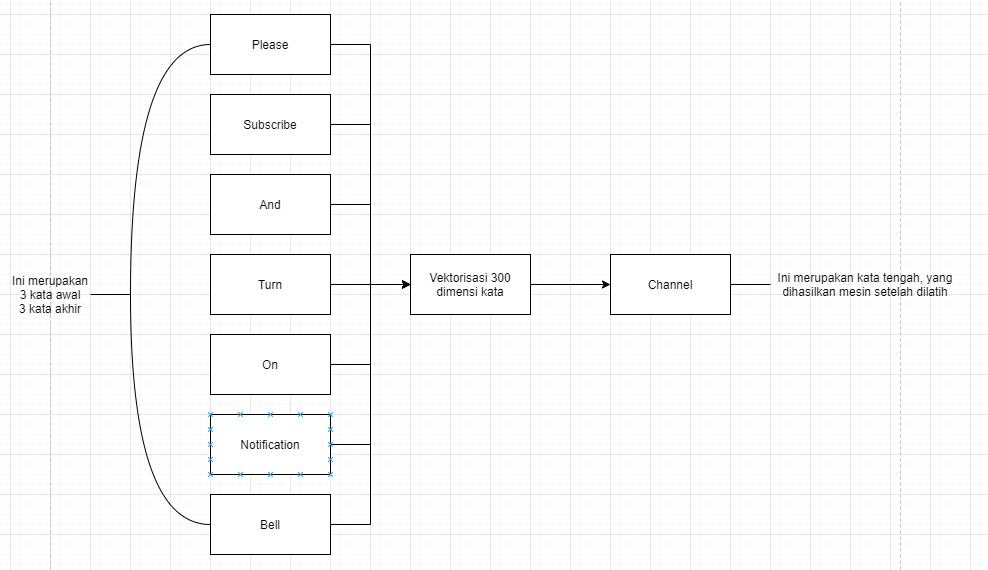 Please
Subscribe
And
Turn
On
Notification
Bell
Ini merupakan
3 kata awal
3 kata akhir
Vektorisasi 300
dimensi kata
Channel
Ini merupakan kata tengah, yang
dihasilkan mesin setelah dilatih